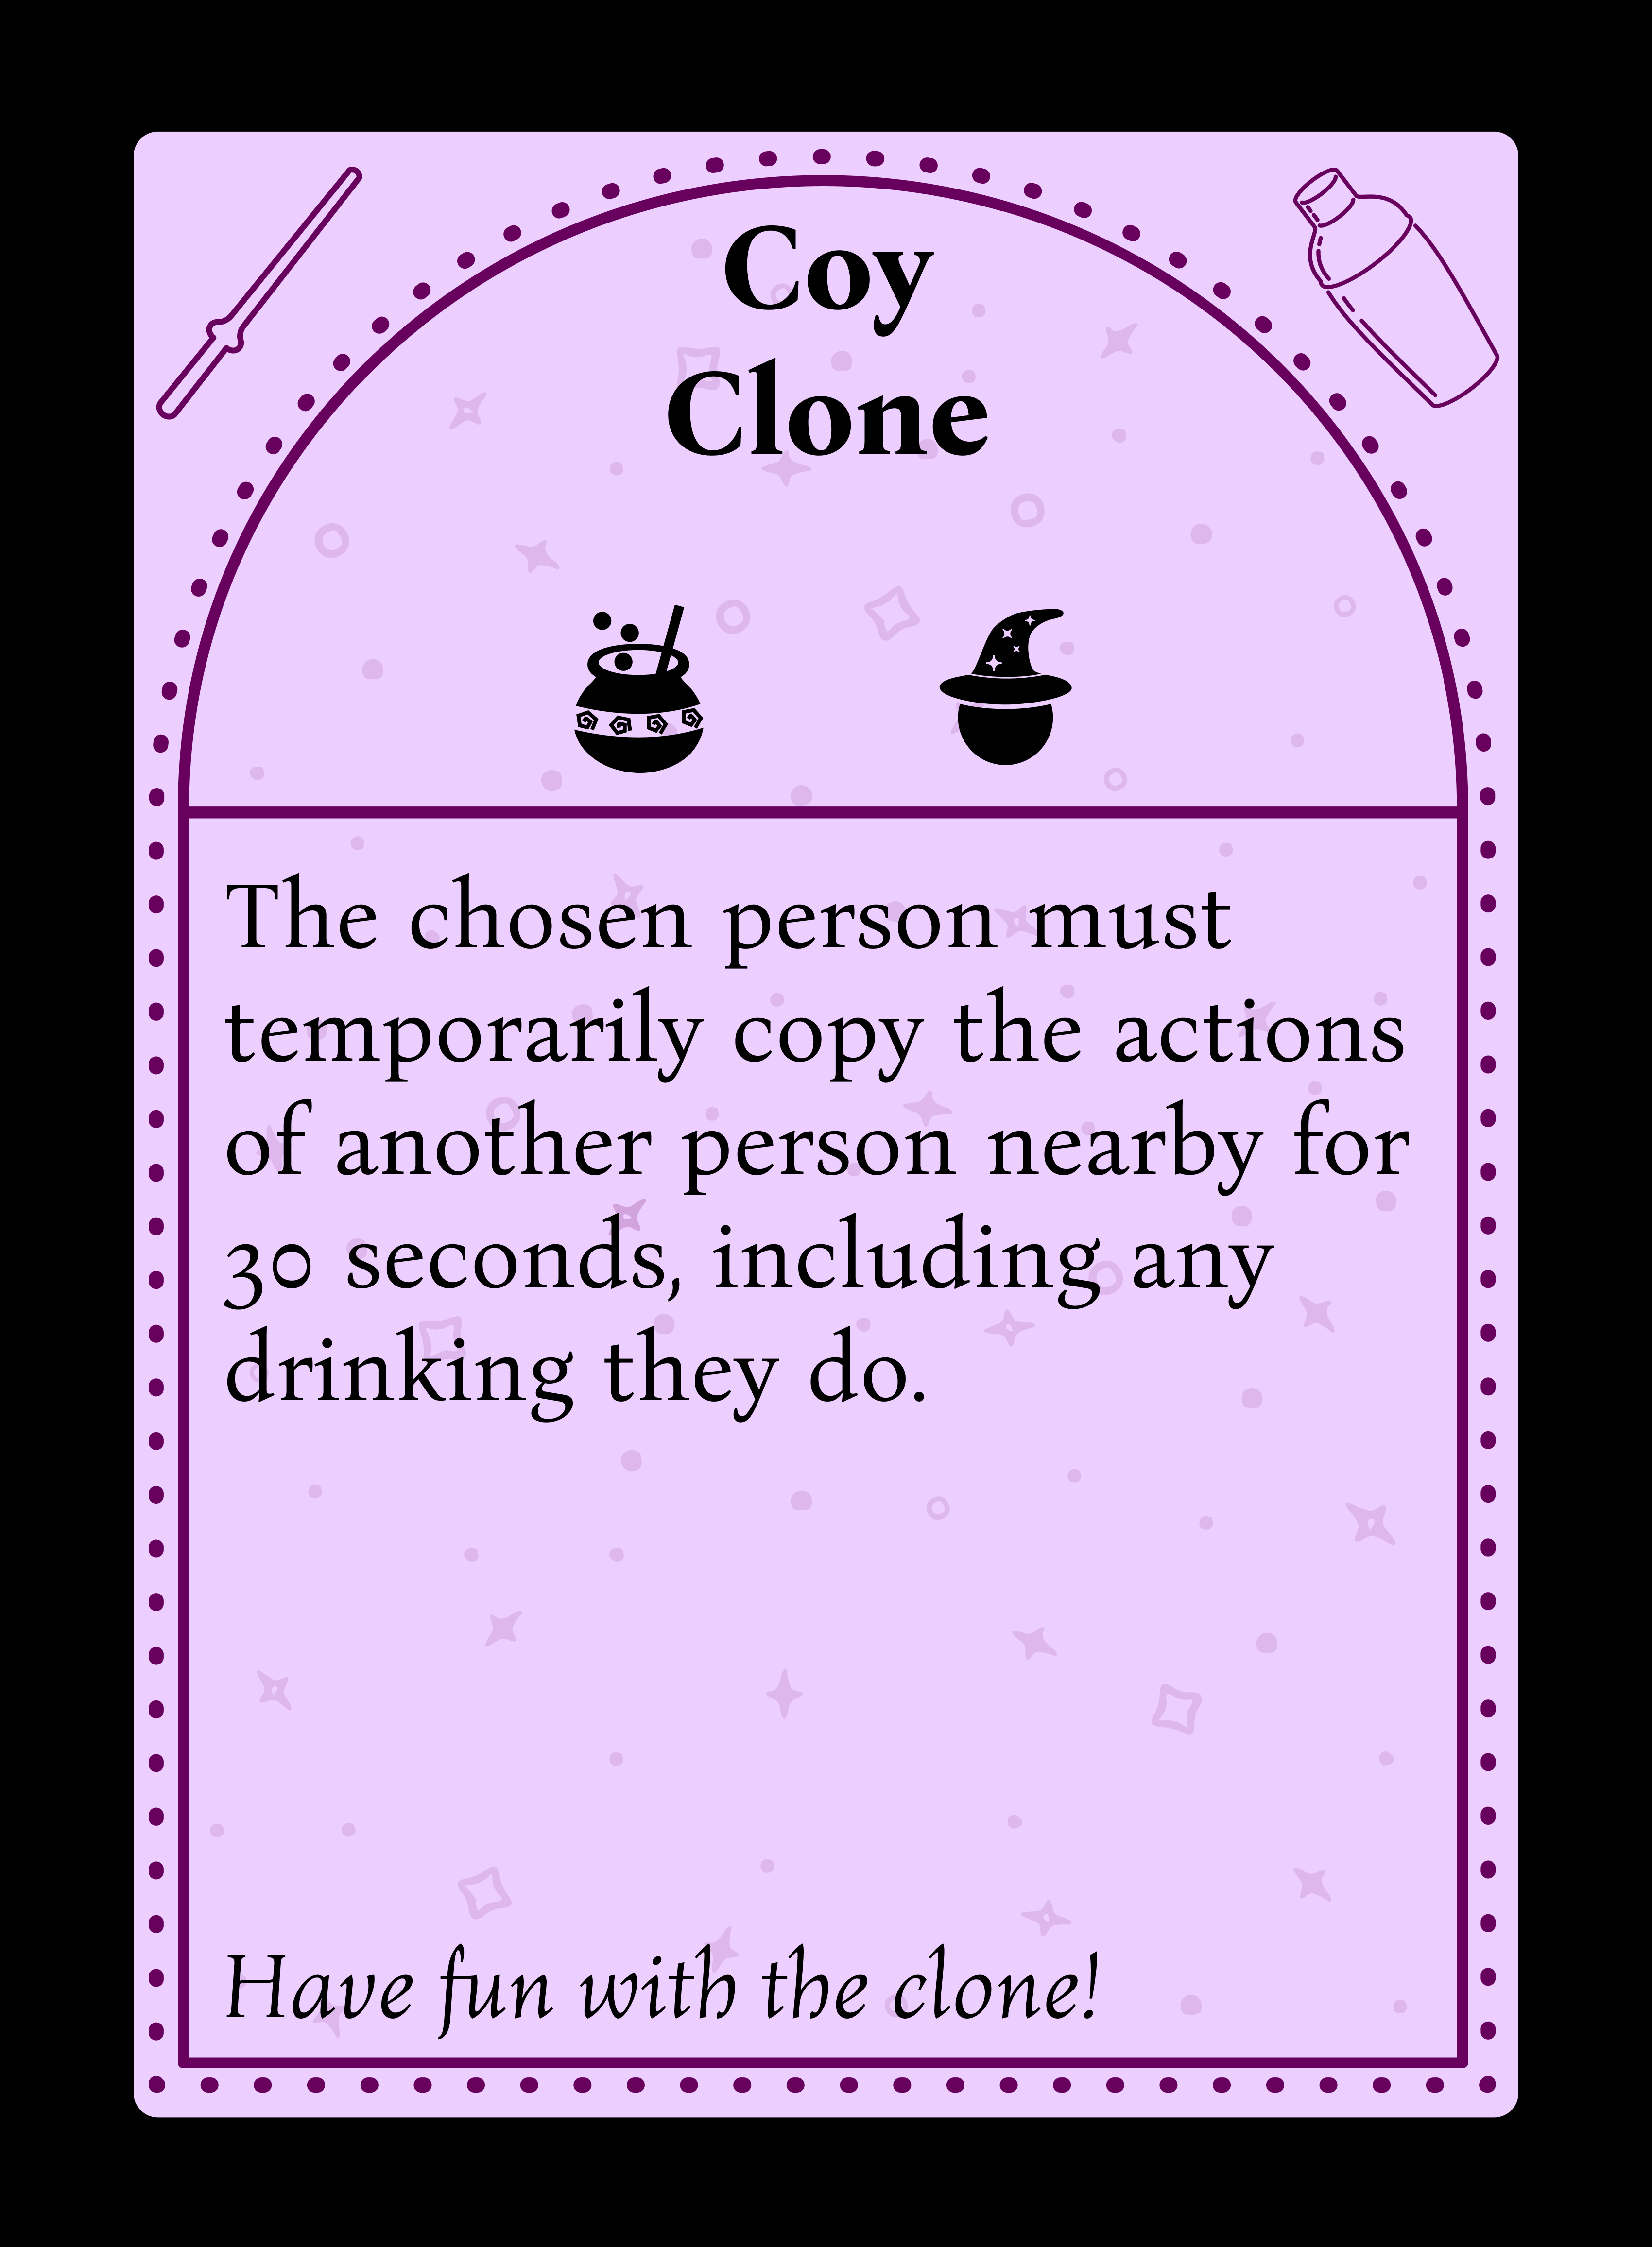 Coy
Clone
The chosen person must
temporarily copy the actions
of another person nearby for
30 seconds, including any
drinking they do.
Have fun with the clone!